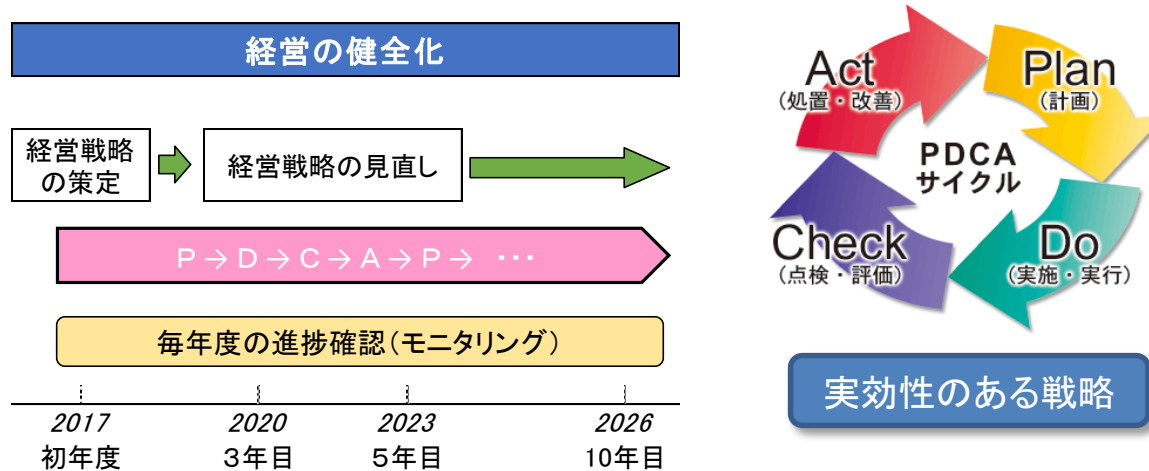 経営の健全化
経営戦略
の策定
経営戦略の見直し
P→D→C→A→P→ ･･･
毎年度の進捗確認(モニタリング)
2017
初年度
2020
3年目
2023
5年目
2026
10年目
Act
(処置・改善)
Plan
(計画)
PDCA
サイクル
Check
(点検・評価)
Do
(実施・実行)
実効性のある戦略